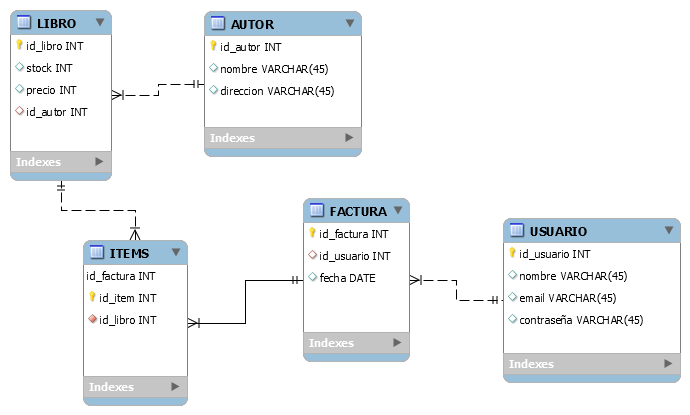 LIBRO
id_libro INT
stock INT
precio INT
id_autor INT
Indexes
AUTOR
id_autor INT
nombre VARCHAR(45)
direccion VARCHAR(45)
Indexes
ITEMS
id_factura INT
id_item INT
id_libro INT
Indexes
FACTURA
id_factura INT
id_usuario INT
fecha DATE
Indexes
USUARIO
id_usuario INT
nombre VARCHAR(45)
email VARCHAR(45)
contraseña VARCHAR(45)
Indexes